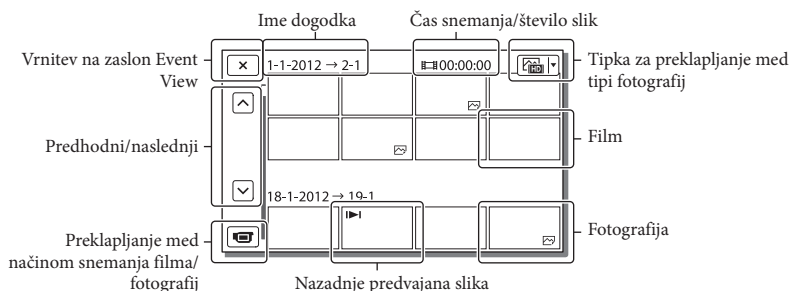 Ime dogodka
Čas snemanja/število slik
Vrnitev na zaslon Event
View
1-1-2012 → 2-1
00:00:00
HD
Tipka za preklapljanje med
tipi fotografij
Predhodni/naslednji
Film
18-1-2012 → 19-1
Preklapljanje med
načinom snemanja filma/
fotografij
Fotografija
Nazadnje predvajana slika